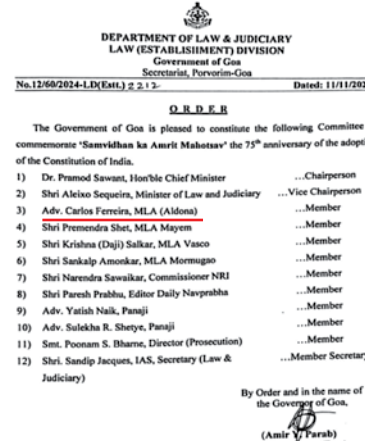 DEPARTMENT OF LAW & JUDICIARY
LAW (ESTABLISHMENT) DIVISION
Government of Goa
Secretariat, Porvorim-Goa
No.12/60/2024-LD(Estt.) 2212 Dated: 11/11/202
O R D E R
The Government of Goa is pleased to constitute the following Committee
commemorate 'Samvidhan ka Amrit Mahotsav' the 75th anniversary of the adopti
of the Constitution of India.
1) Dr. Pramod Sawant, Hon'ble Chief Minister ...Chairperson
2) Shri Aleixo Sequeira, Minister of Law and Judiciary ...Vice Chairperson
3) Adv. Carlos Ferreira, MLA (Aldona) ...Member
4) Shri Premendra Shet, MLA Mayem ...Member
5) Shri Krishna (Daji) Salkar, MLA Vasco ...Member
6) Shri Sankalp Amonkar, MLA Mormugao ...Member
7) Shri Narendra Sawaikar, Commissioner NRI ...Member
8) Shri Paresh Prabhu, Editor Daily Navprabha ...Member
9) Adv. Yatish Naik, Panaji ...Member
10) Adv. Sulekha R. Shetye, Panaji ...Member
11) Smt. Poonam S. Bharne, Director (Prosecution) ...Member
12) Shri. Sandip Jacques, IAS, Secretary (Law & ...Member Secretar
Judiciary)
By Order and in the name of
the Governor of Goa,
(Amir Y. Parab)